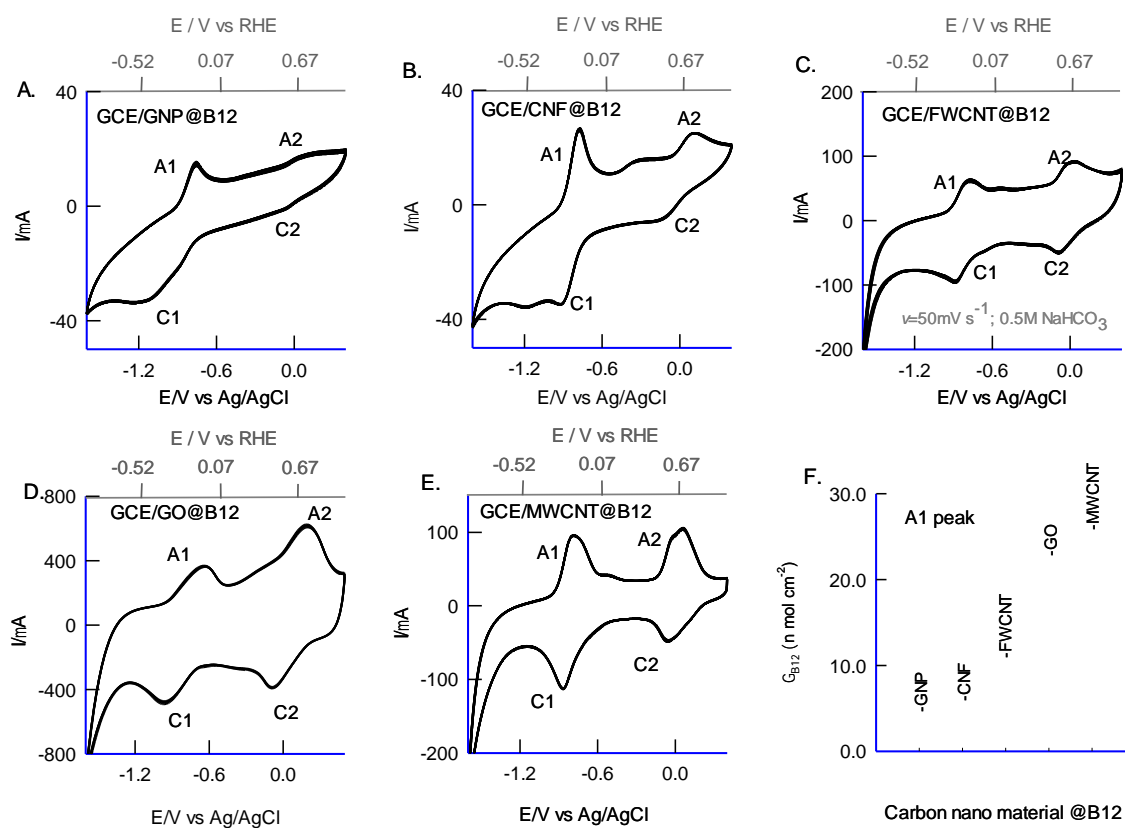 E / V vs RHE
-0.52 0.07 0.67
A.
40
0
-40
I/mA
GCE/GNP@B12
A1
A2
C1
C2
-1.2 -0.6 0.0
E/V vs Ag/AgCl
E / V vs RHE
-0.52 0.07 0.67
B.
40
0
-40
I/mA
GCE/CNF@B12
A1
A2
C1
C2
-1.2 -0.6 0.0
E/V vs Ag/AgCl
E / V vs RHE
-0.52 0.07 0.67
C.
200
100
0
-100
-200
I/mA
GCE/FWCNT@B12
A1
A2
C1
C2
v=50mV s-1; 0.5M NaHCO3
-1.2 -0.6 0.0
E/V vs Ag/AgCl
E / V vs RHE
-0.52 0.07 0.67
D.
800
400
0
-400
-800
I/mA
GCE/GO@B12
A1
A2
C1
C2
-1.2 -0.6 0.0
E/V vs Ag/AgCl
E / V vs RHE
-0.52 0.07 0.67
E.
100
0
-100
-200
I/mA
GCE/MWCNT@B12
A1
A2
C1
C2
-1.2 -0.6 0.0
E/V vs Ag/AgCl
F.
30.0
20.0
10.0
0.0
GB12 (n mol cm-2)
A1 peak
-GNP
-CNF
-FWCNT
-GO
-MWCNT
Carbon nano material @B12